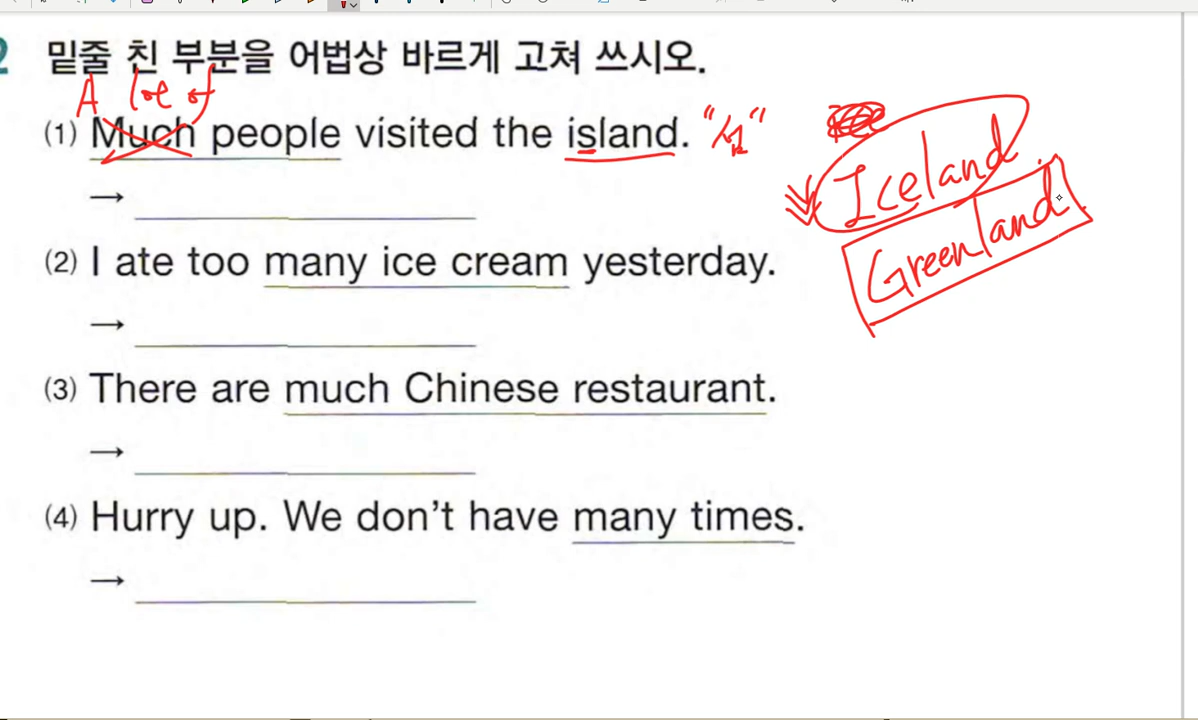 2 밑줄 친 부분을 어법상 바르게 고쳐 쓰시오.
A lot of
(1) Much people visited the island. "섬"
Iceland
Greenland
→
(2) I ate too many ice cream yesterday.
→
(3) There are much Chinese restaurant.
→
(4) Hurry up. We don't have many times.
→